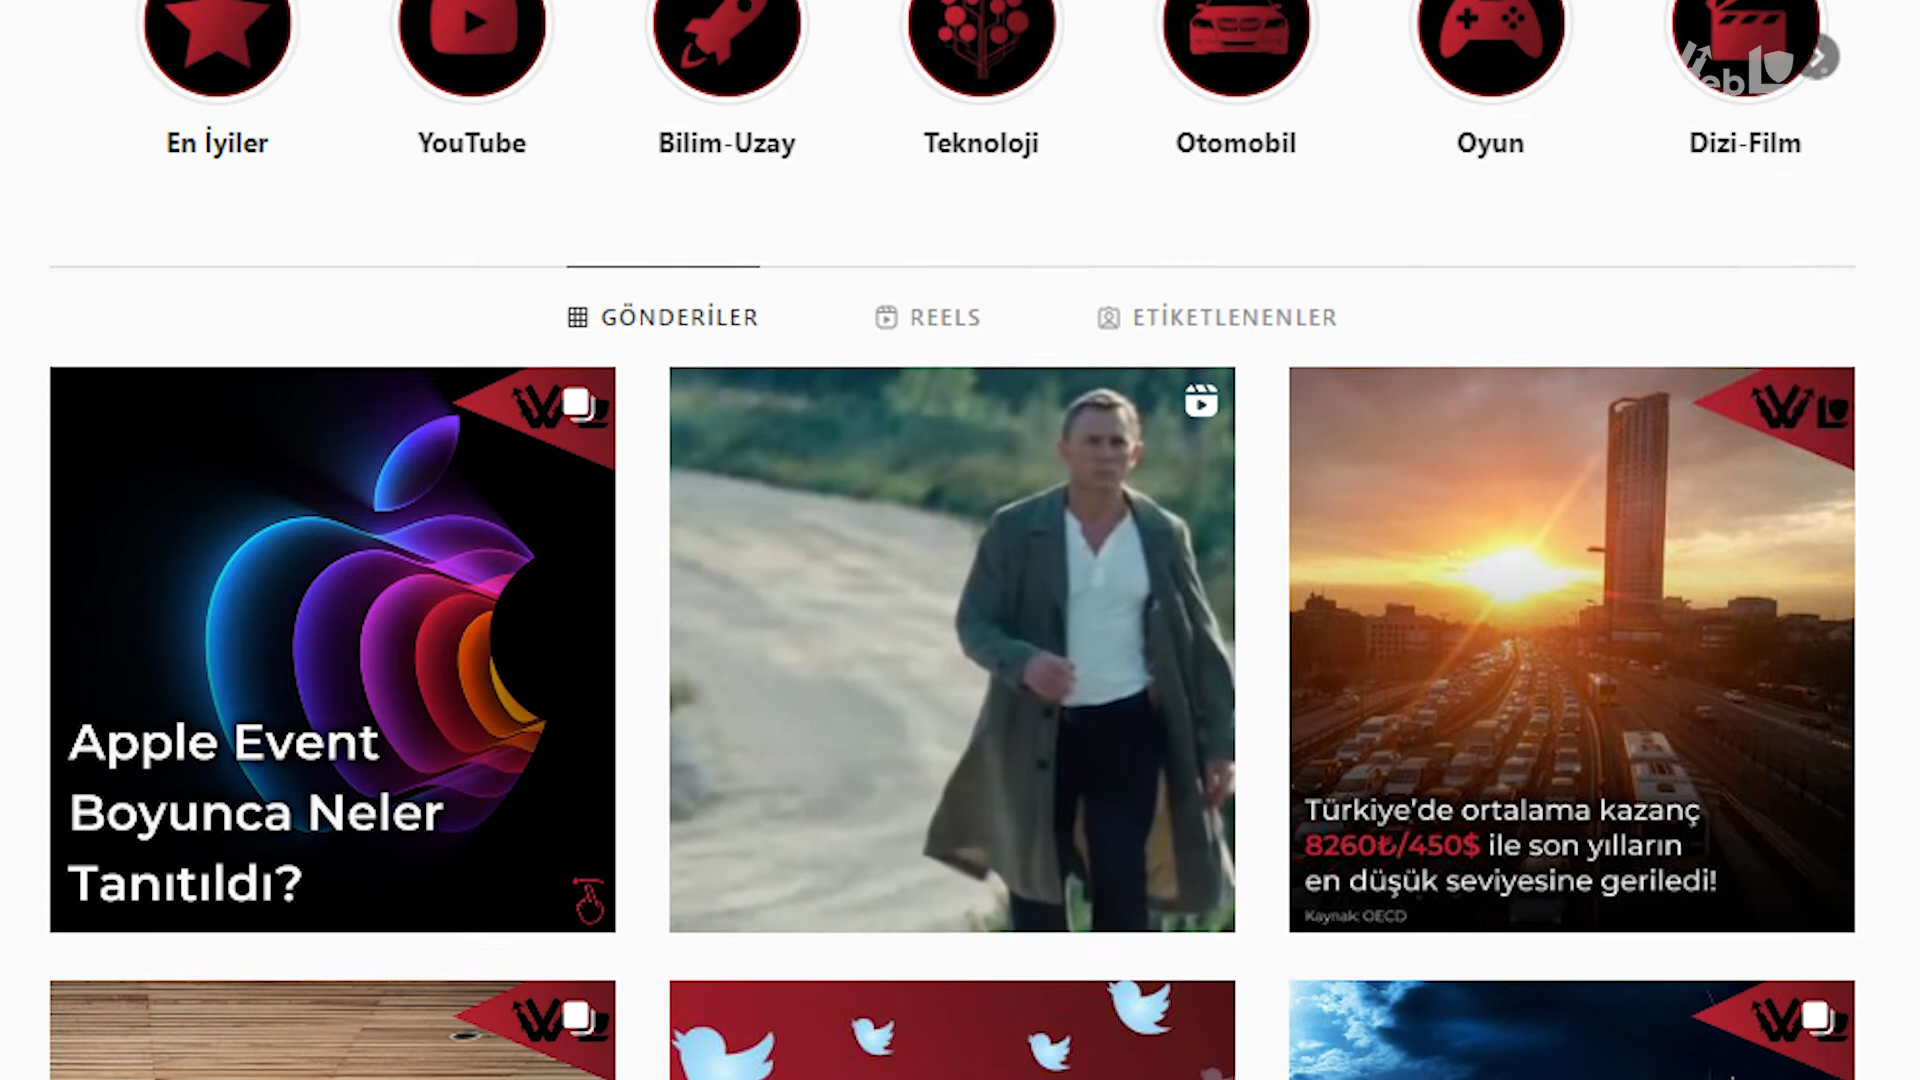 En İyiler
YouTube
Bilim-Uzay
Teknoloji
Otomobil
Oyun
Dizi-Film
GÖNDERİLER
REELS
ETİKETLENENLER
Apple Event
Boyunca Neler
Tanıtıldı?
Türkiye'de ortalama kazanç
8260₺/450$ ile son yılların
en düşük seviyesine geriledi!
Kaynak: OECD